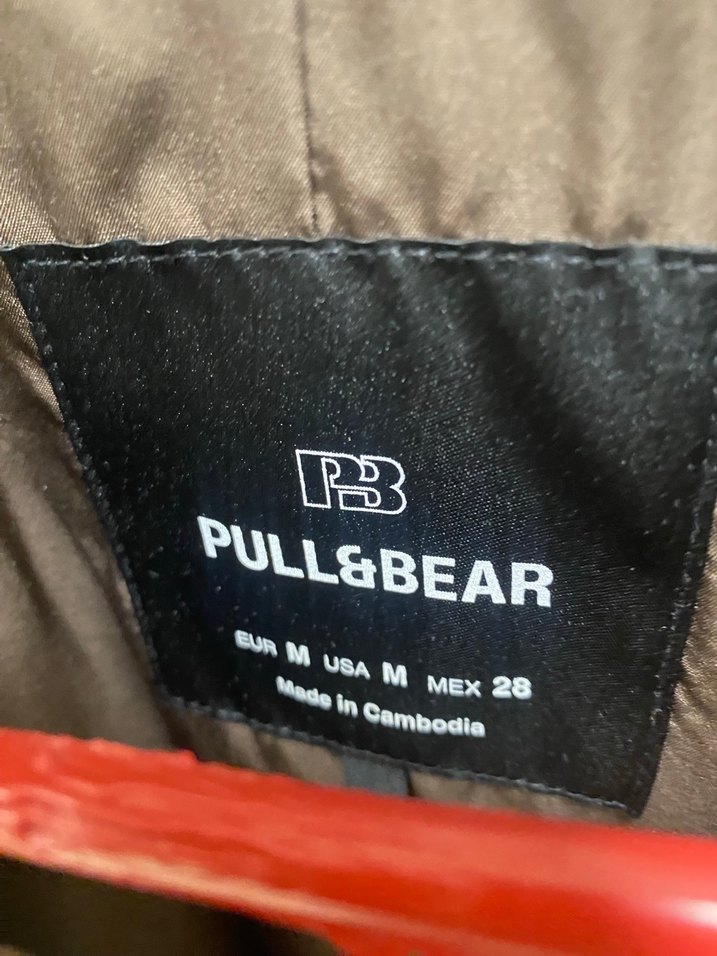 PB
PULL&BEAR
EUR M USA M MEX 28
Made in Cambodia